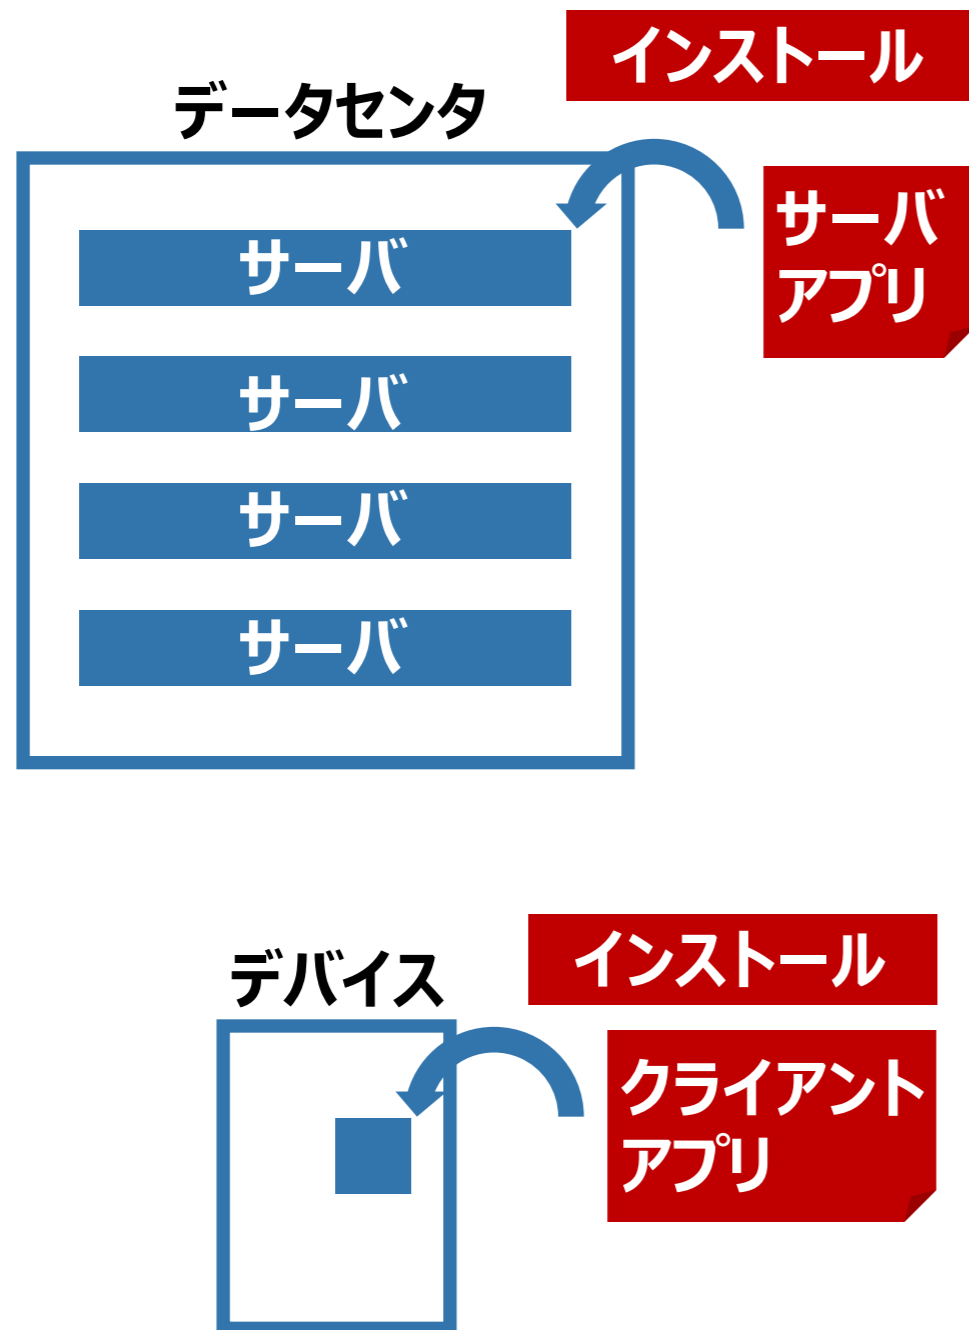 インストール
データセンタ
サーバ
アプリ
サーバ
サーバ
サーバ
サーバ
インストール
デバイス
クライアント
アプリ